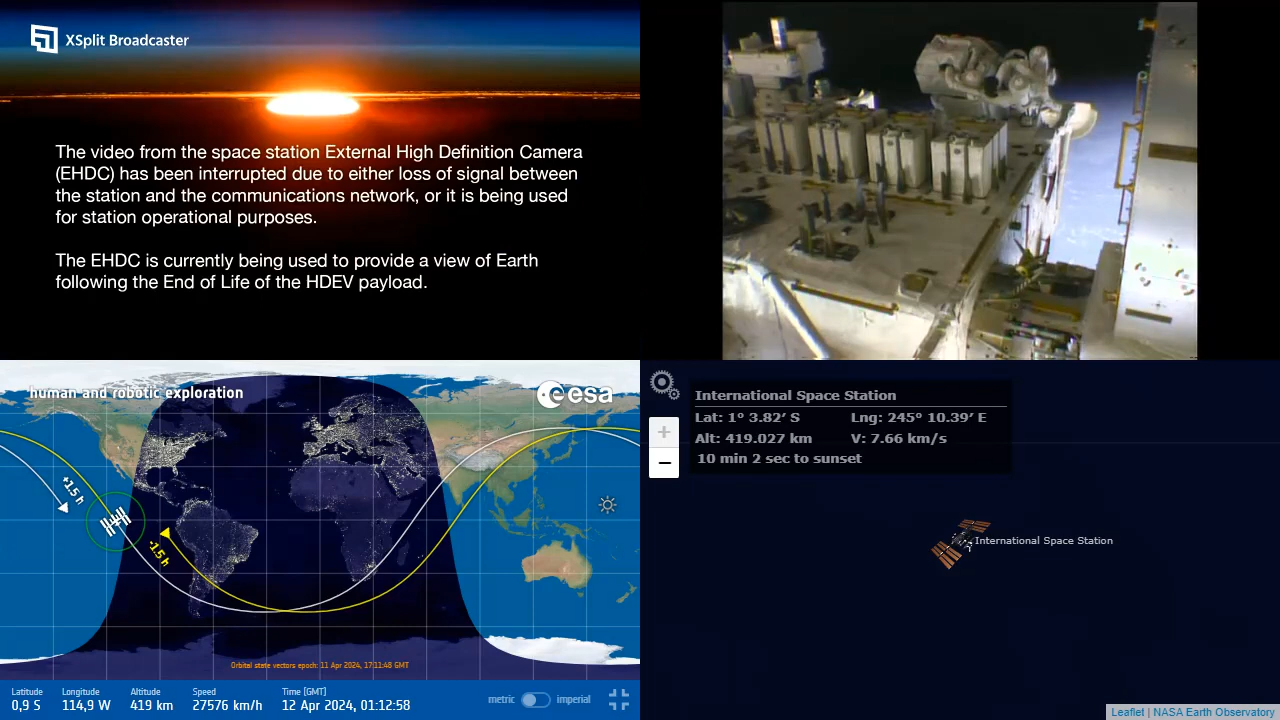 XSplit Broadcaster
The video from the space station External High Definition Camera
(EHDC) has been interrupted due to either loss of signal between
the station and the communications network, or it is being used
for station operational purposes.
The EHDC is currently being used to provide a view of Earth
following the End of Life of the HDEV payload.
human and robotic exploration
esa
+1.5 h
-1.5 h
Orbital state vectors epoch: 11 Apr 2024, 17:11:48 GMT
Latitude Longitude Altitude Speed Time [GMT]
0,9 S 114,9 W 419 km 27576 km/h 12 Apr 2024, 01:12:58
metric imperial
+
−
International Space Station
Lat: 1° 3.82′ S Lng: 245° 10.39′ E
Alt: 419.027 km V: 7.66 km/s
10 min 2 sec to sunset
International Space Station
Leaflet | NASA Earth Observatory